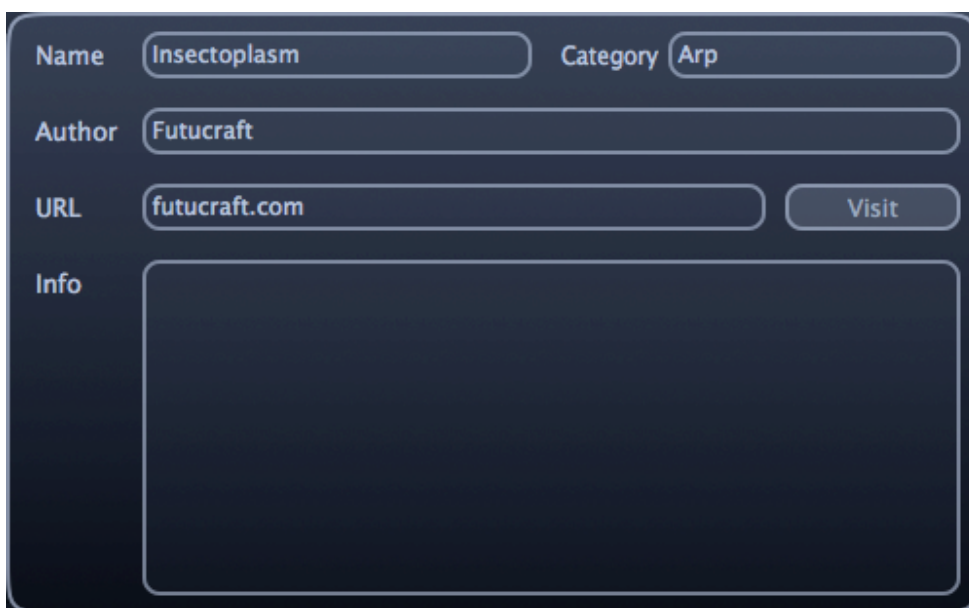 Name Insectoplasm Category Arp
Author Futucraft
URL futucraft.com Visit
Info